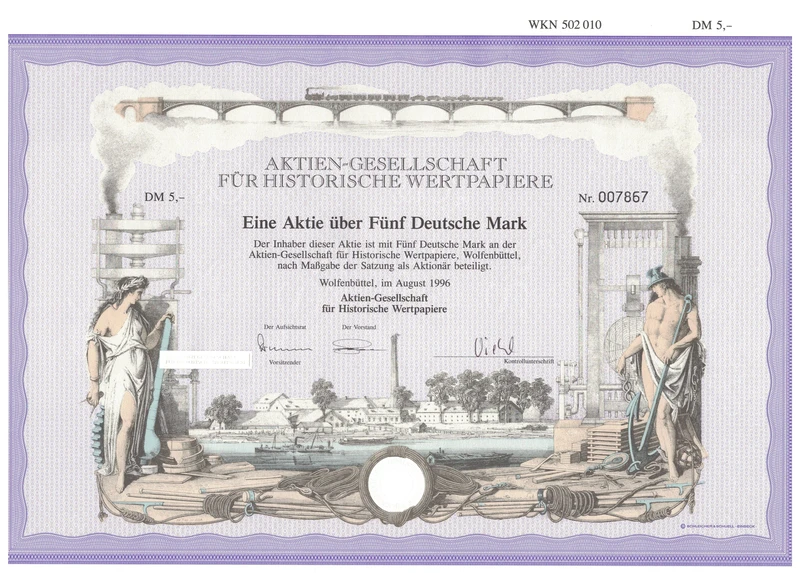 WKN 502 010 DM 5,–
AKTIEN-GESELLSCHAFT
FÜR HISTORISCHE WERTPAPIERE
DM 5,–
Nr. 007867
Eine Aktie über Fünf Deutsche Mark
Der Inhaber dieser Aktie ist mit Fünf Deutsche Mark an der
Aktien-Gesellschaft für Historische Wertpapiere, Wolfenbüttel,
nach Maßgabe der Satzung als Aktionär beteiligt.
Wolfenbüttel, im August 1996
Aktien-Gesellschaft
für Historische Wertpapiere
Der Aufsichtsrat Der Vorstand
Vorsitzender
Kontrollunterschrift